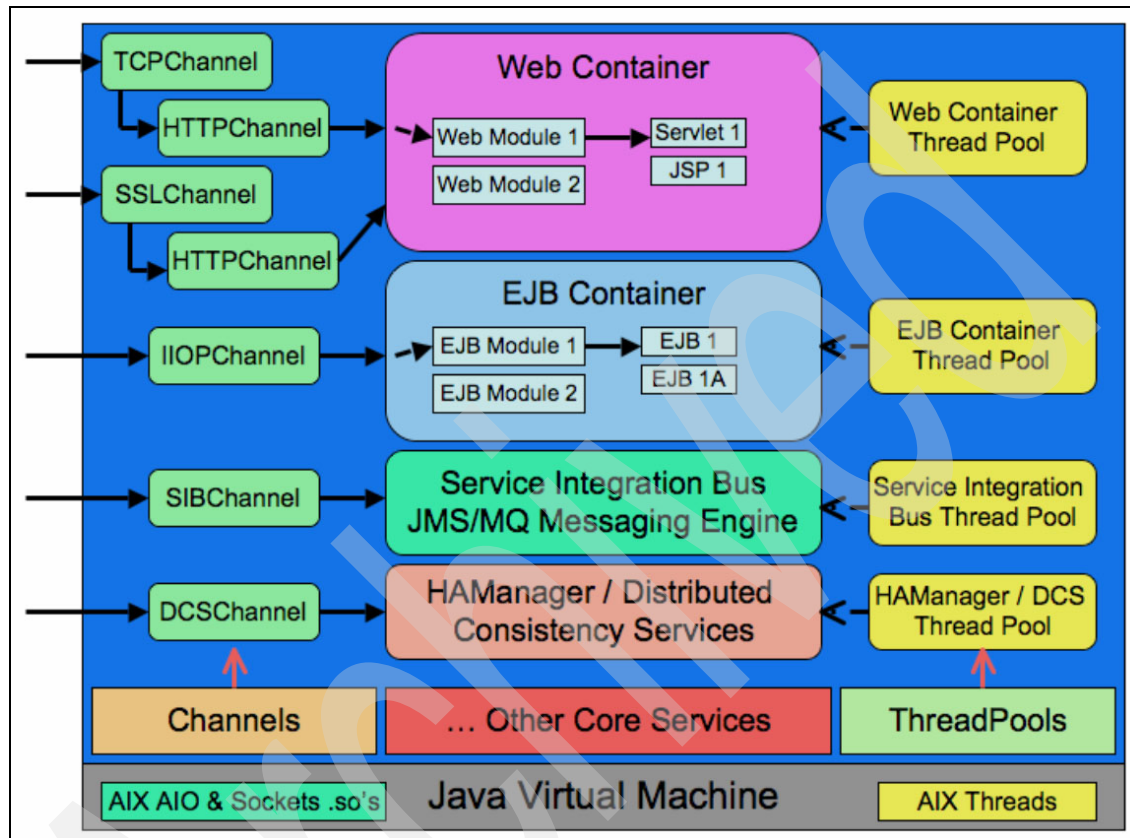 TCPChannel
HTTPChannel
SSLChannel
HTTPChannel
IIOPChannel
SIBChannel
DCSChannel
Web Container
Web Module 1
Servlet 1
Web Module 2
JSP 1
EJB Container
EJB Module 1
EJB 1
EJB Module 2
EJB 1A
Service Integration Bus
JMS/MQ Messaging Engine
HAManager / Distributed
Consistency Services
Web Container
Thread Pool
EJB Container
Thread Pool
Service Integration
Bus Thread Pool
HAManager / DCS
Thread Pool
Channels
... Other Core Services
ThreadPools
AIX AIO & Sockets .so's
Java Virtual Machine
AIX Threads
Archived